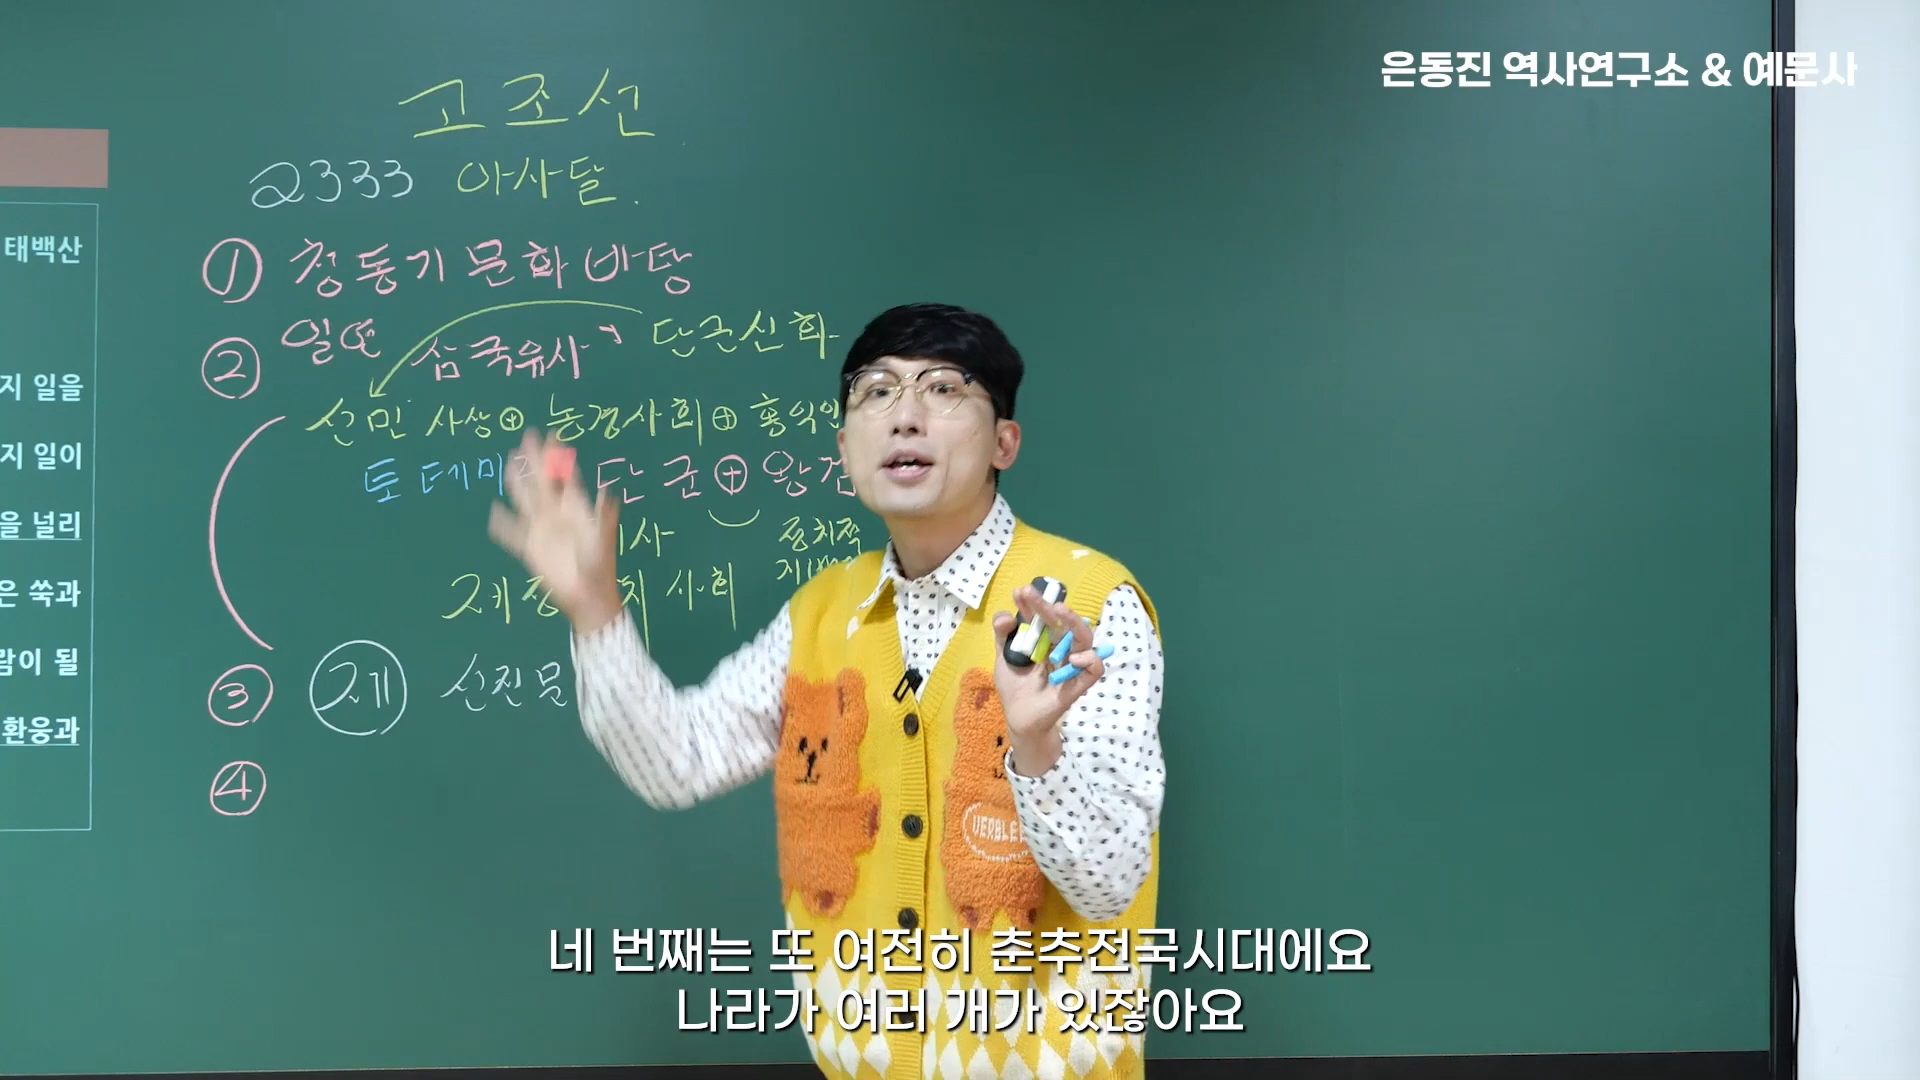 은동진 역사연구소 & 예문사
고조선
2333 아사달.
① 청동기 문화 바탕
② 일연 삼국유사 단군신화
선민 사상 ⊕ 농경사회 ⊕ 홍익인
토테미 단군 ⊕ 왕검
사 정치적
제정 치 사회
③ 제 선진문
④
태백산
지 일을
지 일이
을 널리
은 쑥과
람이 될
환웅과
네 번째는 또 여전히 춘추전국시대에요
나라가 여러 개가 있잖아요